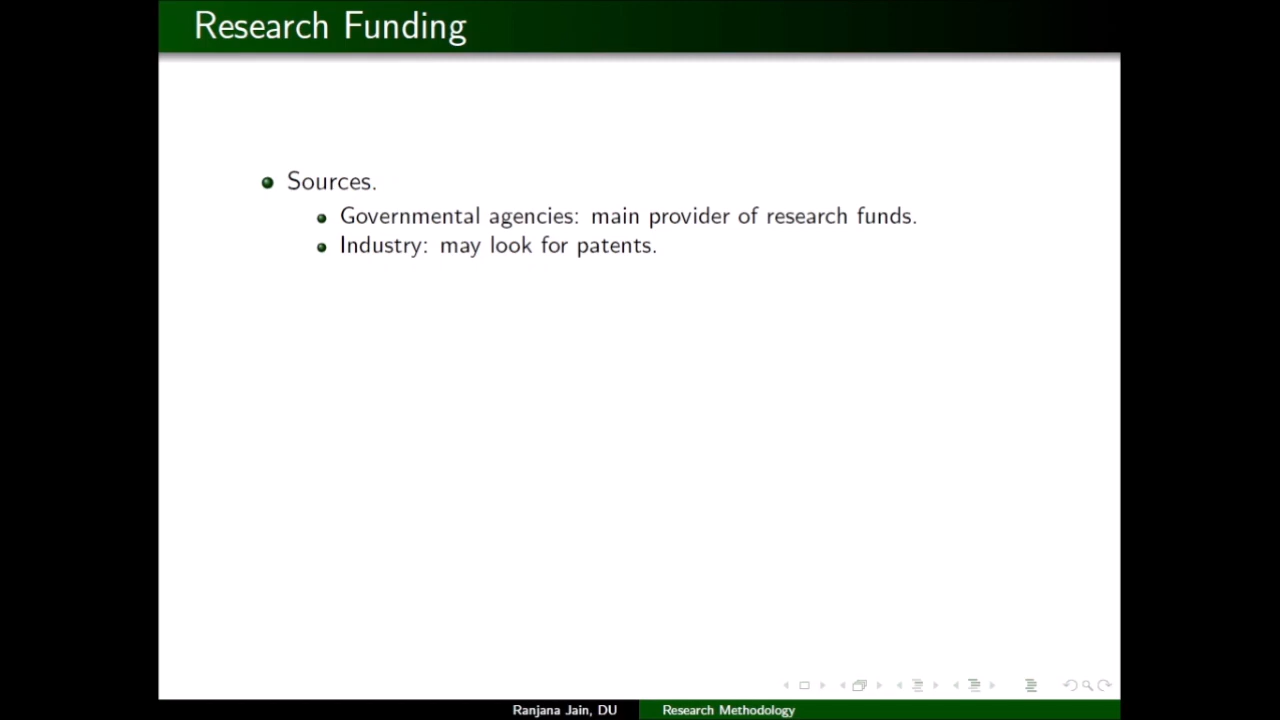 Research Funding
Sources.
Governmental agencies: main provider of research funds.
Industry: may look for patents.
Ranjana Jain, DU
Research Methodology